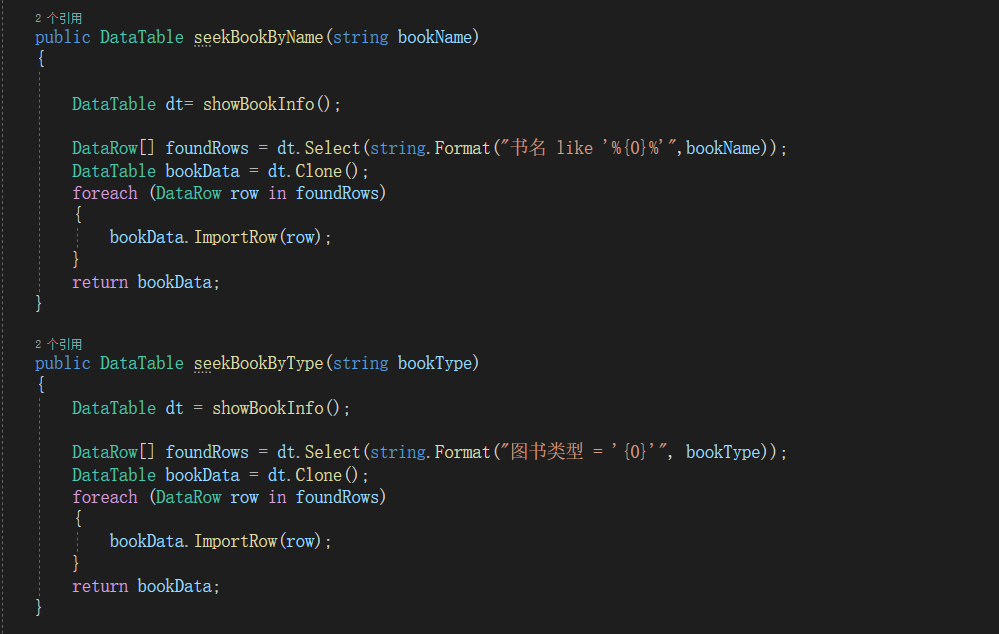 2 个引用
public DataTable seekBookByName(string bookName)
{
DataTable dt= showBookInfo();
DataRow[] foundRows = dt.Select(string.Format("书名 like '%{0}%'",bookName));
DataTable bookData = dt.Clone();
foreach (DataRow row in foundRows)
{
bookData.ImportRow(row);
}
return bookData;
}
2 个引用
public DataTable seekBookByType(string bookType)
{
DataTable dt = showBookInfo();
DataRow[] foundRows = dt.Select(string.Format("图书类型 = '{0}'", bookType));
DataTable bookData = dt.Clone();
foreach (DataRow row in foundRows)
{
bookData.ImportRow(row);
}
return bookData;
}